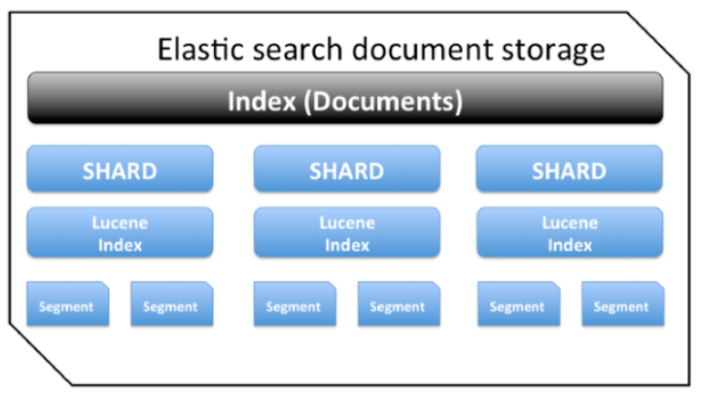 Elastic search document storage
Index (Documents)
SHARD SHARD SHARD
Lucene Lucene Lucene
Index Index Index
Segment Segment Segment Segment Segment Segment